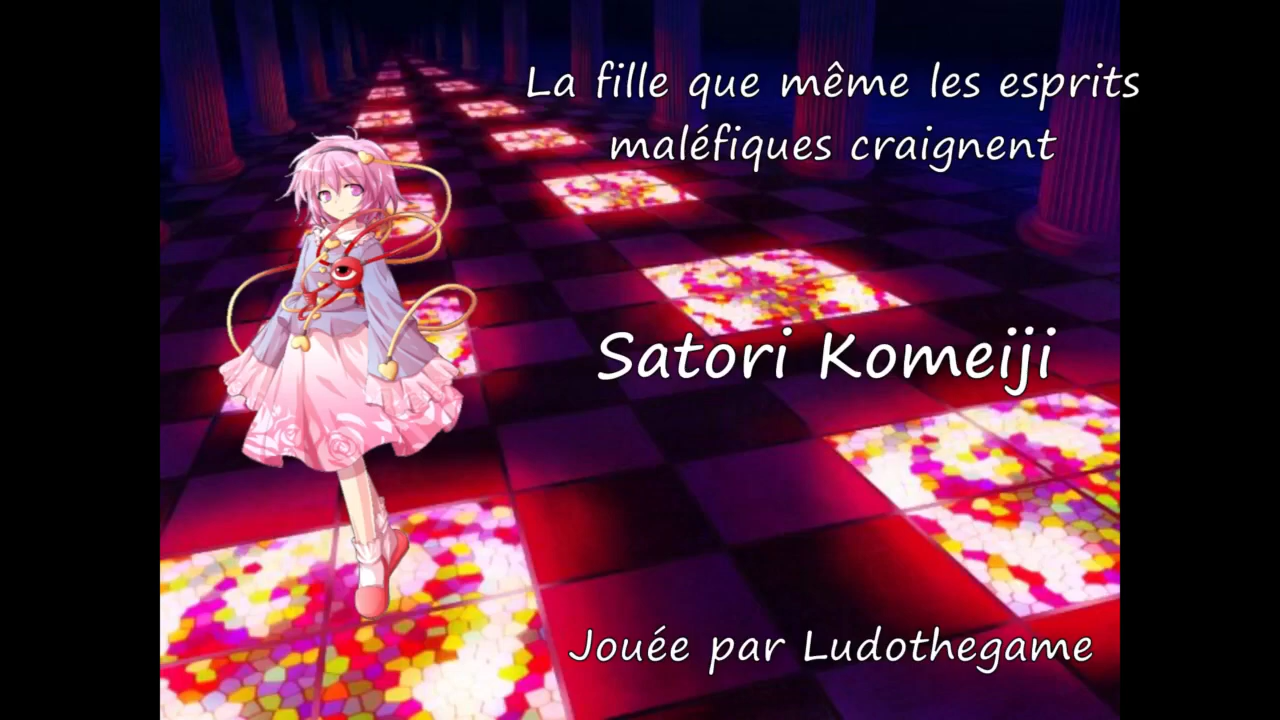 La fille que même les esprits
maléfiques craignent
Satori Komeiji
Jouée par Ludothegame